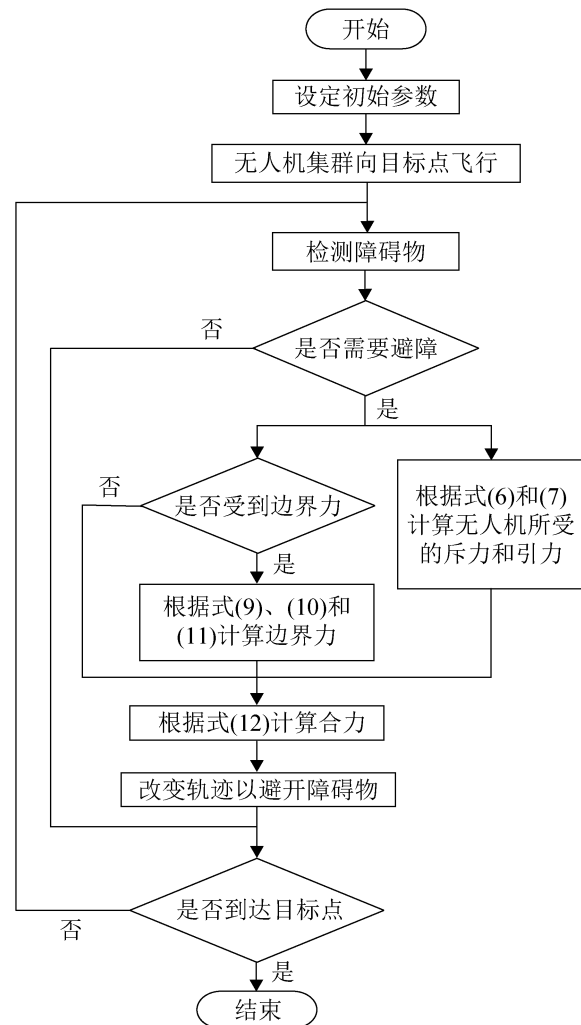 开始
设定初始参数
无人机集群向目标点飞行
检测障碍物
否
是否需要避障
是
否
是否受到边界力
根据式(6)和(7)
计算无人机所受
的斥力和引力
是
根据式(9)、(10)和
(11)计算边界力
根据式(12)计算合力
改变轨迹以避开障碍物
是否到达目标点
否
是
结束